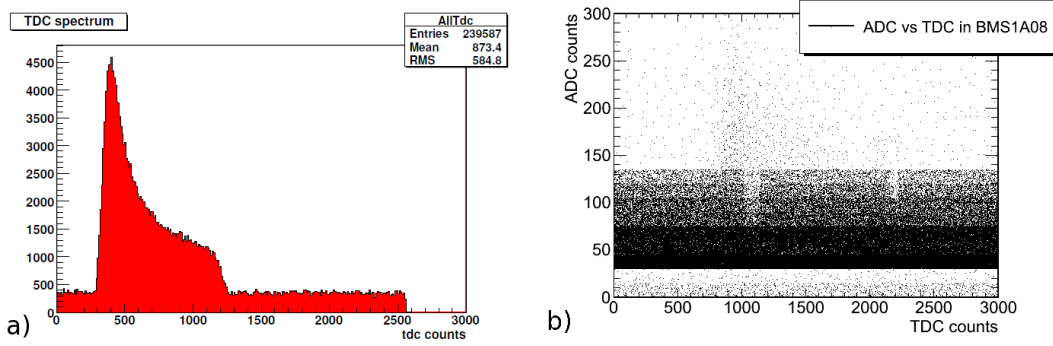 TDC spectrum
AllTdc
Entries 239587
Mean 873.4
RMS 584.8
4500
4000
3500
3000
2500
2000
1500
1000
500
0
0 500 1000 1500 2000 2500 3000
tdc counts
a)
ADC vs TDC in BMS1A08
ADC counts
300
250
200
150
100
50
0
0 500 1000 1500 2000 2500 3000
TDC counts
b)